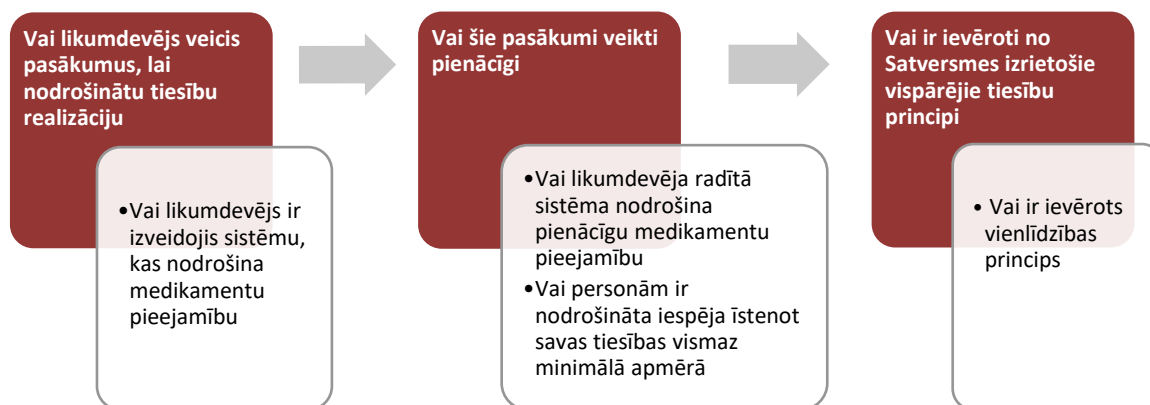 Vai likumdevējs veicis
pasākumus, lai
nodrošinātu tiesību
realizāciju
•Vai likumdevējs ir
izveidojis sistēmu,
kas nodrošina
medikamentu
pieejamību
Vai šie pasākumi veikti
pienācīgi
•Vai likumdevēja radītā
sistēma nodrošina
pienācīgu medikamentu
pieejamību
•Vai personām ir
nodrošināta iespēja īstenot
savas tiesības vismaz
minimālā apmērā
Vai ir ievēroti no
Satversmes izrietošie
vispārējie tiesību
principi
• Vai ir ievērots
vienlīdzības
princips